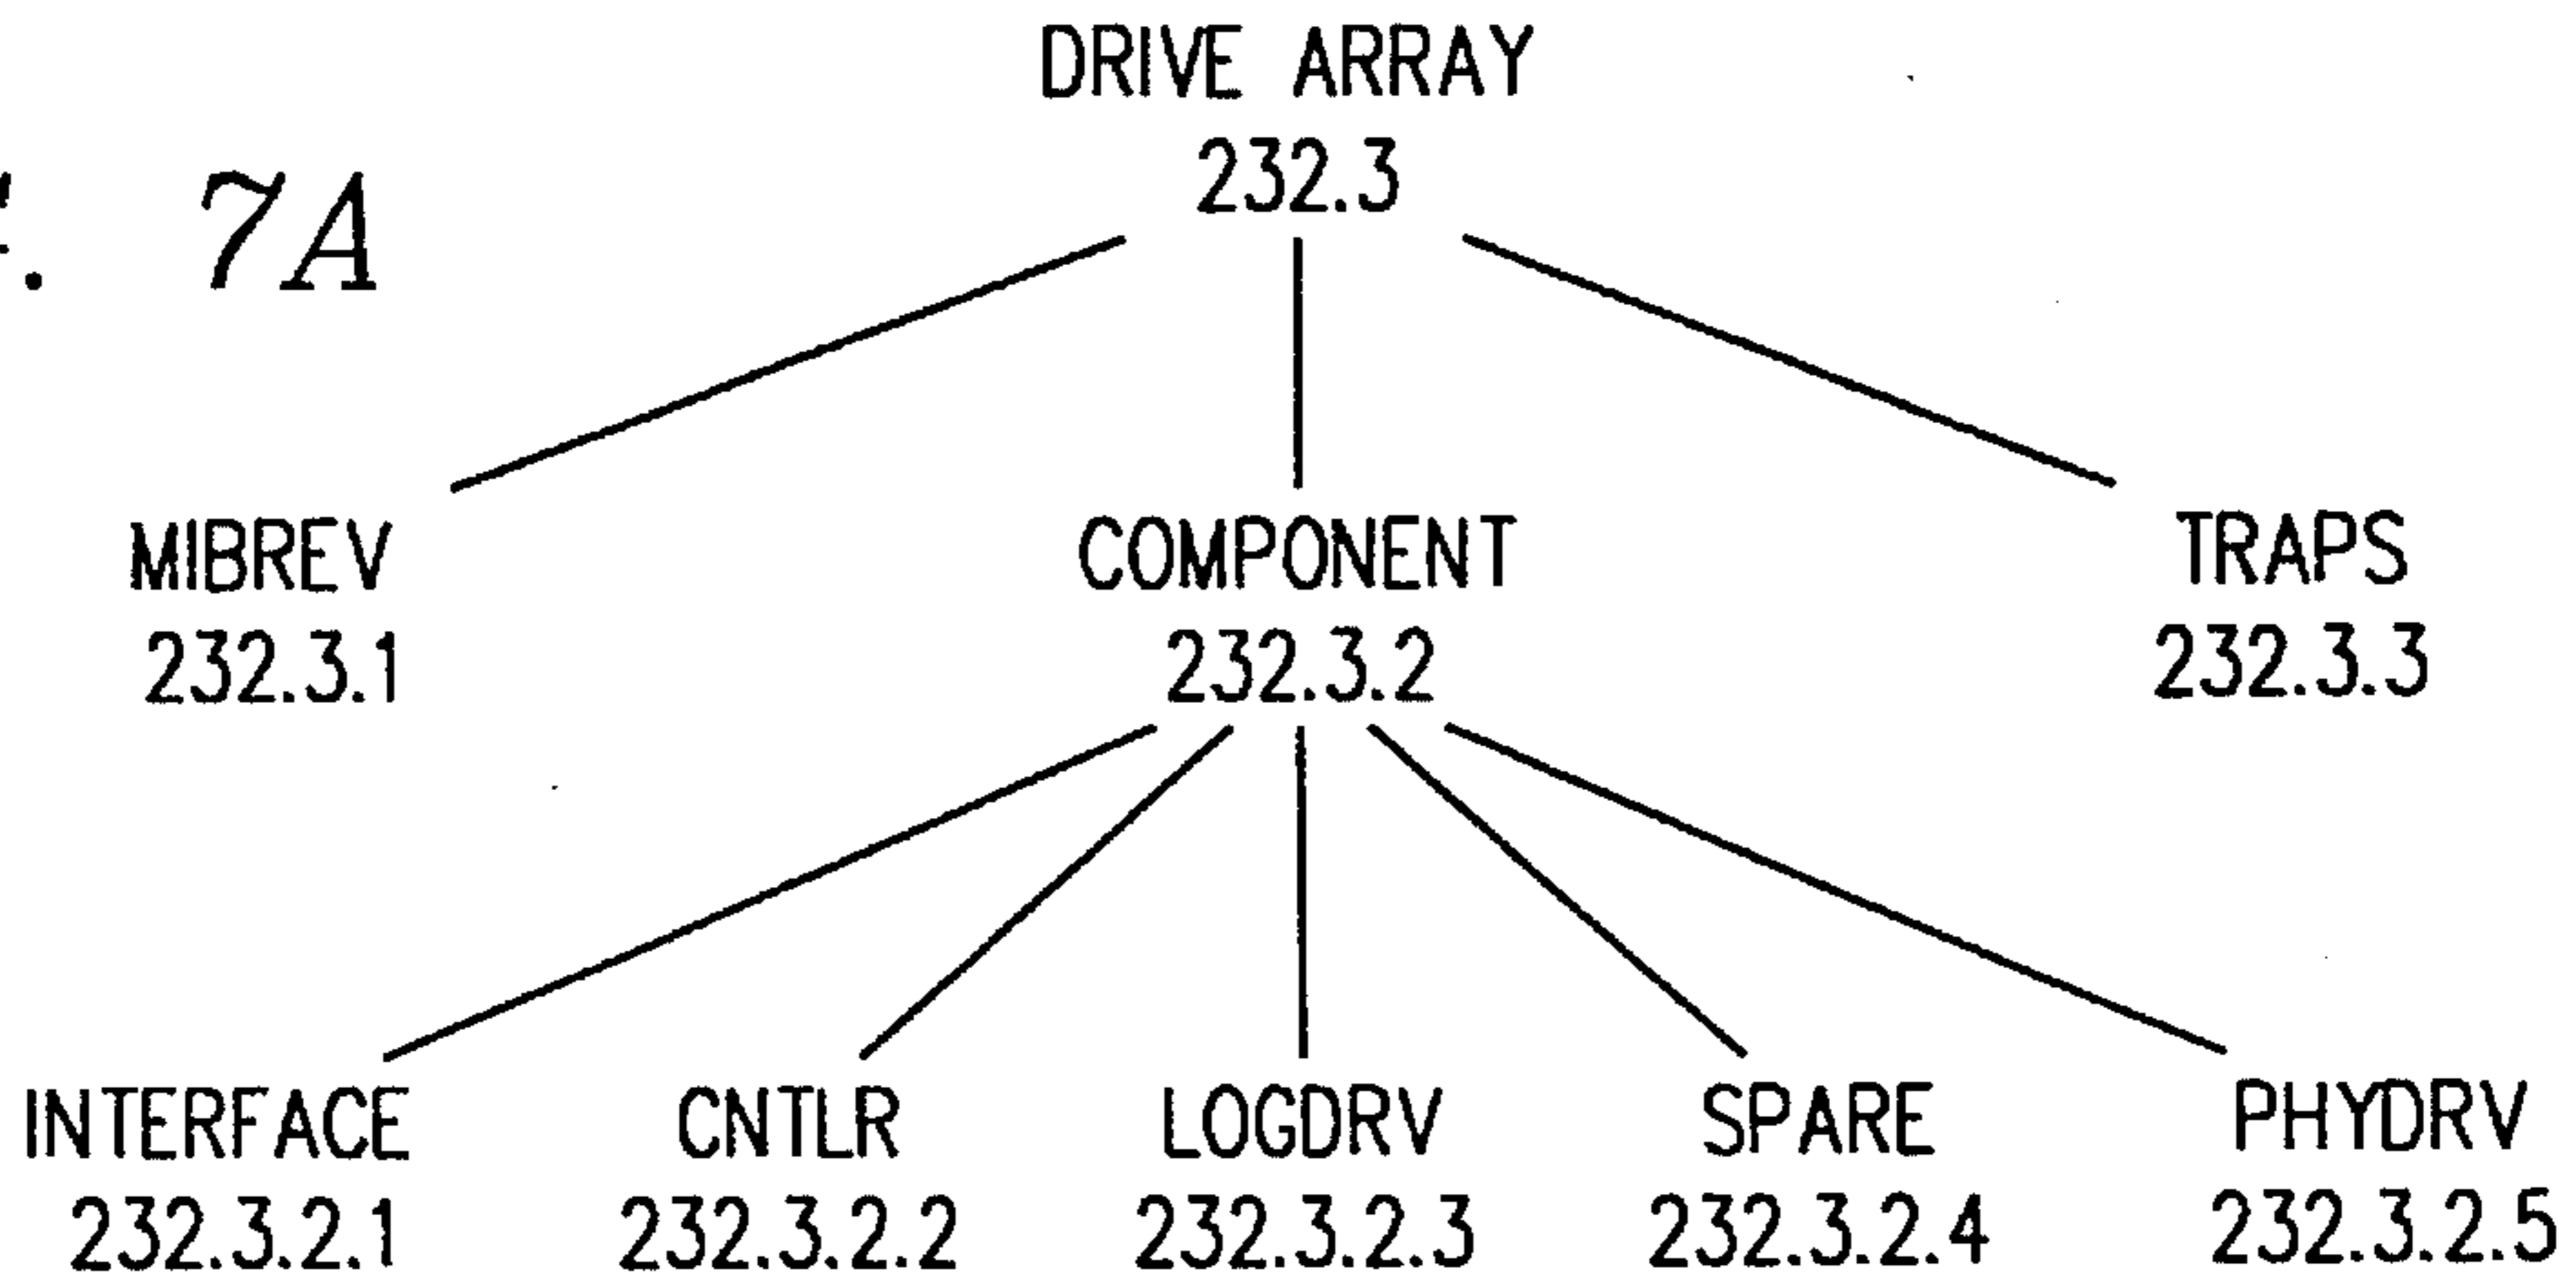 DRIVE ARRAY
232.3
7A
MIBREV COMPONENT TRAPS
232.3.1 232.3.2 232.3.3
INTERFACE CNTLR LOGDRV SPARE PHYDRV
232.3.2.1 232.3.2.2 232.3.2.3 232.3.2.4 232.3.2.5